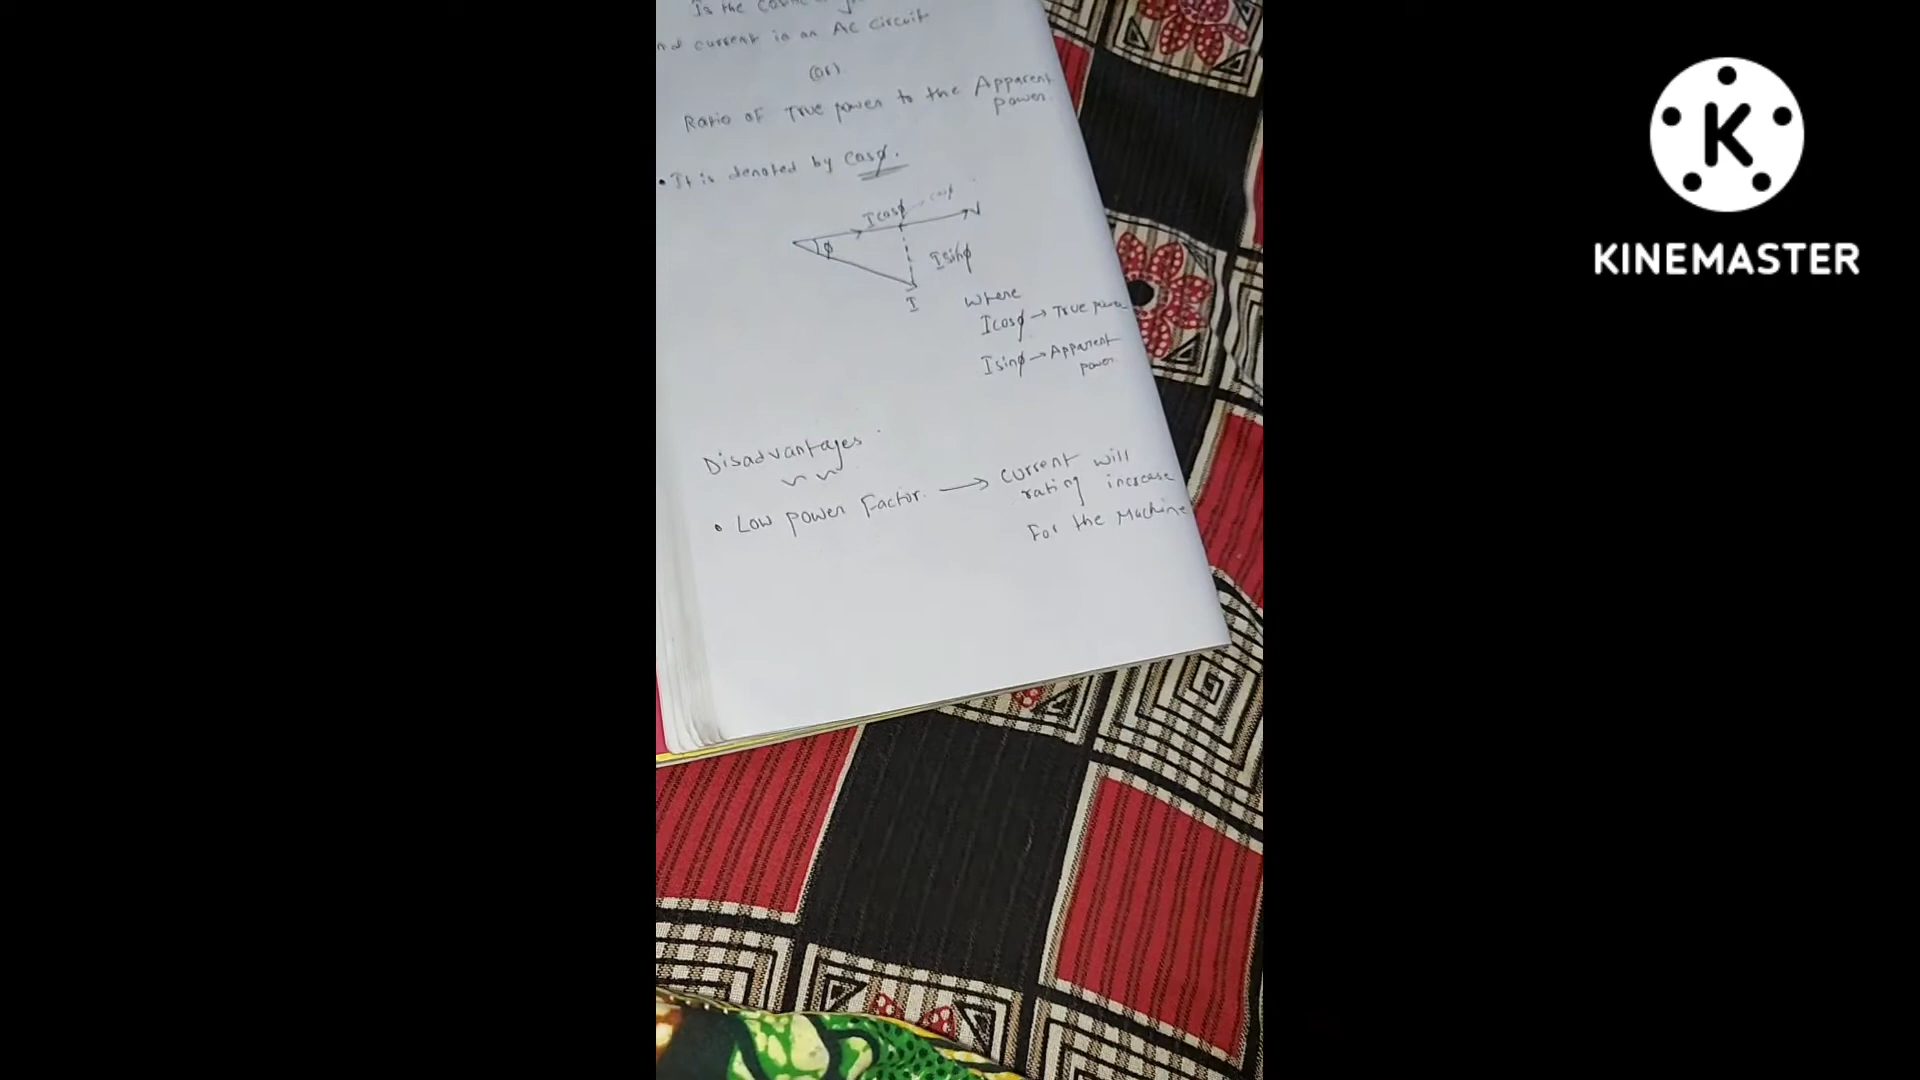 Is the
nd current in an AC circuit
(or)
Ratio of True power to the Apparent
power.
• It is denoted by cosφ.
Icosφ → cosφ
V
φ
Isinφ
I
Where
Icosφ → True power
Isinφ → Apparent
power.
Disadvantages
• Low power Factor. → current will
rating increase
For the Machine
K
KINEMASTER